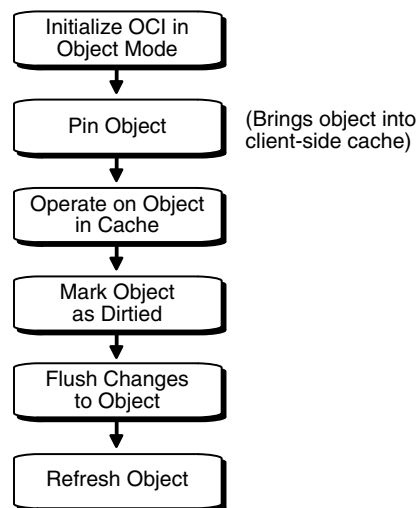 Initialize OCI in
Object Mode
Pin Object
(Brings object into
client-side cache)
Operate on Object
in Cache
Mark Object
as Dirtied
Flush Changes
to Object
Refresh Object